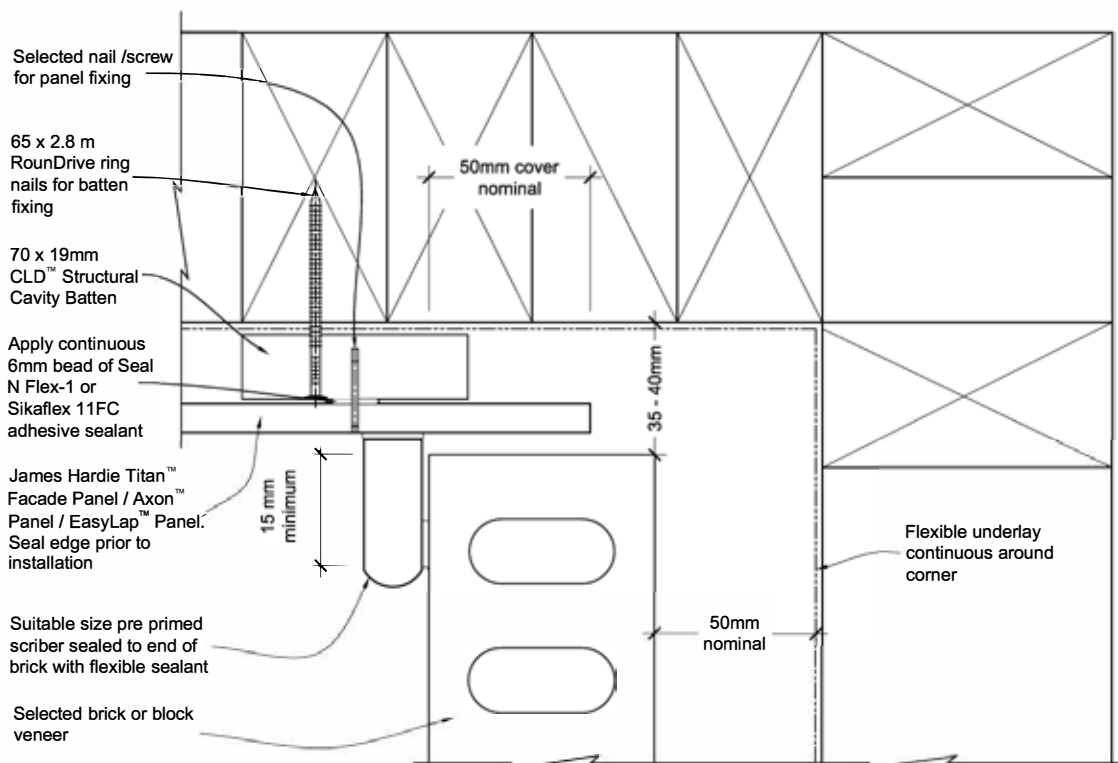 Selected nail /screw
for panel fixing
65 x 2.8 m
RounDrive ring
nails for batten
fixing
70 x 19mm
CLD™ Structural
Cavity Batten
Apply continuous
6mm bead of Seal
N Flex-1 or
Sikaflex 11FC
adhesive sealant
James Hardie Titan™
Facade Panel / Axon™
Panel / EasyLap™ Panel.
Seal edge prior to
installation
Suitable size pre primed
scriber sealed to end of
brick with flexible sealant
Selected brick or block
veneer
50mm cover
nominal
35 - 40mm
15 mm
minimum
50mm
nominal
Flexible underlay
continuous around
corner